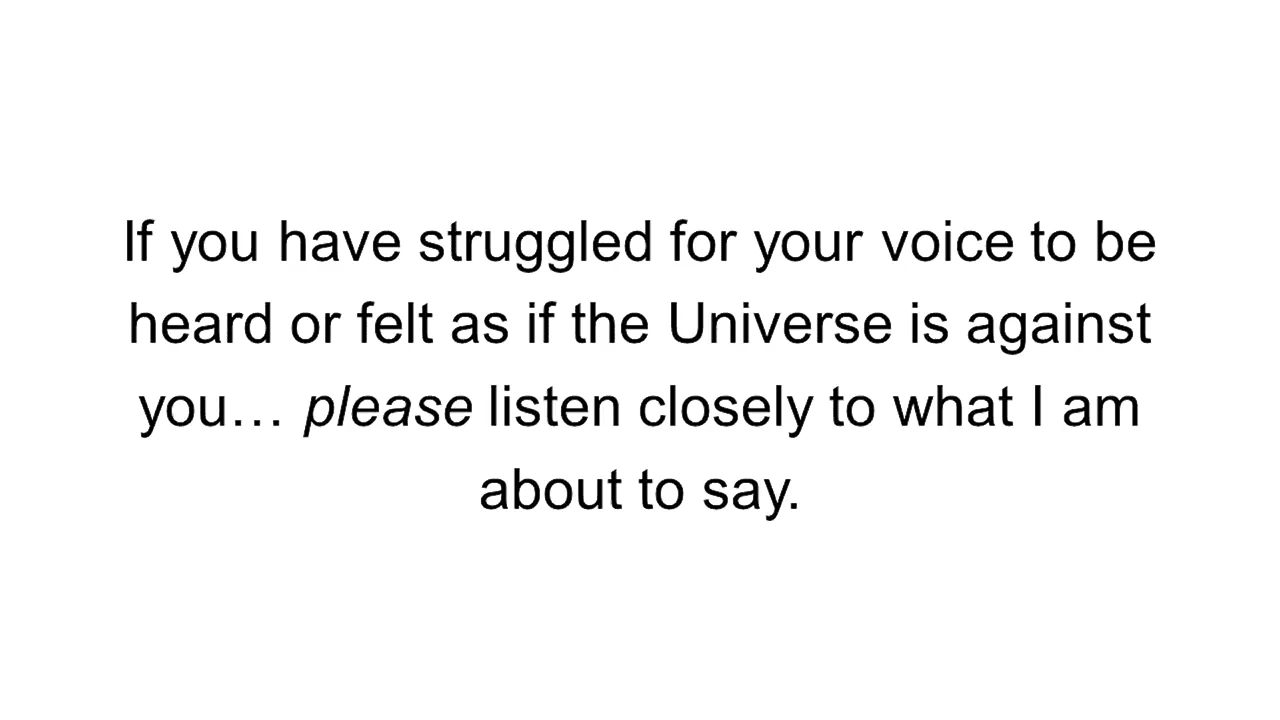 If you have struggled for your voice to be
heard or felt as if the Universe is against
you… please listen closely to what I am
about to say.